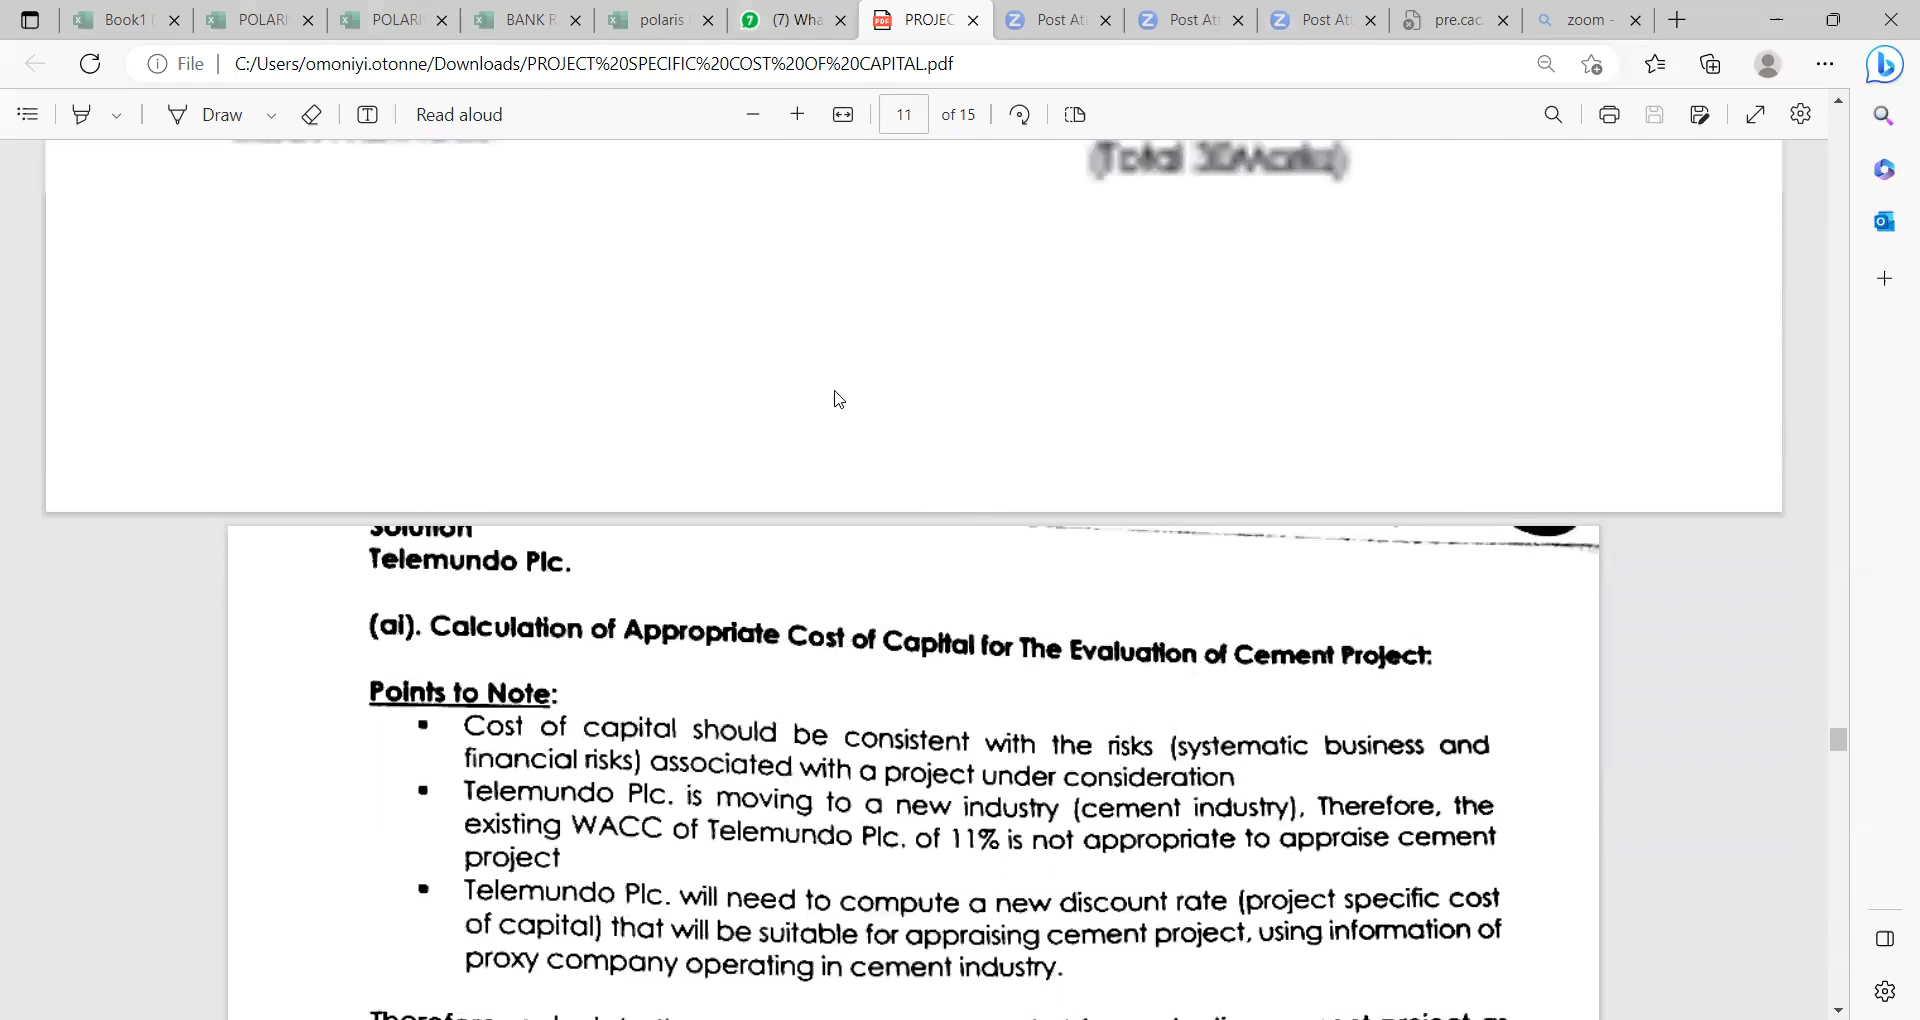 Book1 (
POLARI
POLARI
BANK R
polaris
(7) Wha
PROJEC
Post Att
Post Att
Post Att
pre.cac.
zoom -
File
C:/Users/omoniyi.otonne/Downloads/PROJECT%20SPECIFIC%20COST%20OF%20CAPITAL.pdf
Draw
Read aloud
11
of 15
(Total 30Marks)
Solution
Telemundo Plc.
(ai). Calculation of Appropriate Cost of Capital for The Evaluation of Cement Project:
Points to Note:
▪ Cost of capital should be consistent with the risks (systematic business and
financial risks) associated with a project under consideration
▪ Telemundo Plc. is moving to a new industry (cement industry), Therefore, the
existing WACC of Telemundo Plc. of 11% is not appropriate to appraise cement
project
▪ Telemundo Plc. will need to compute a new discount rate (project specific cost
of capital) that will be suitable for appraising cement project, using information of
proxy company operating in cement industry.